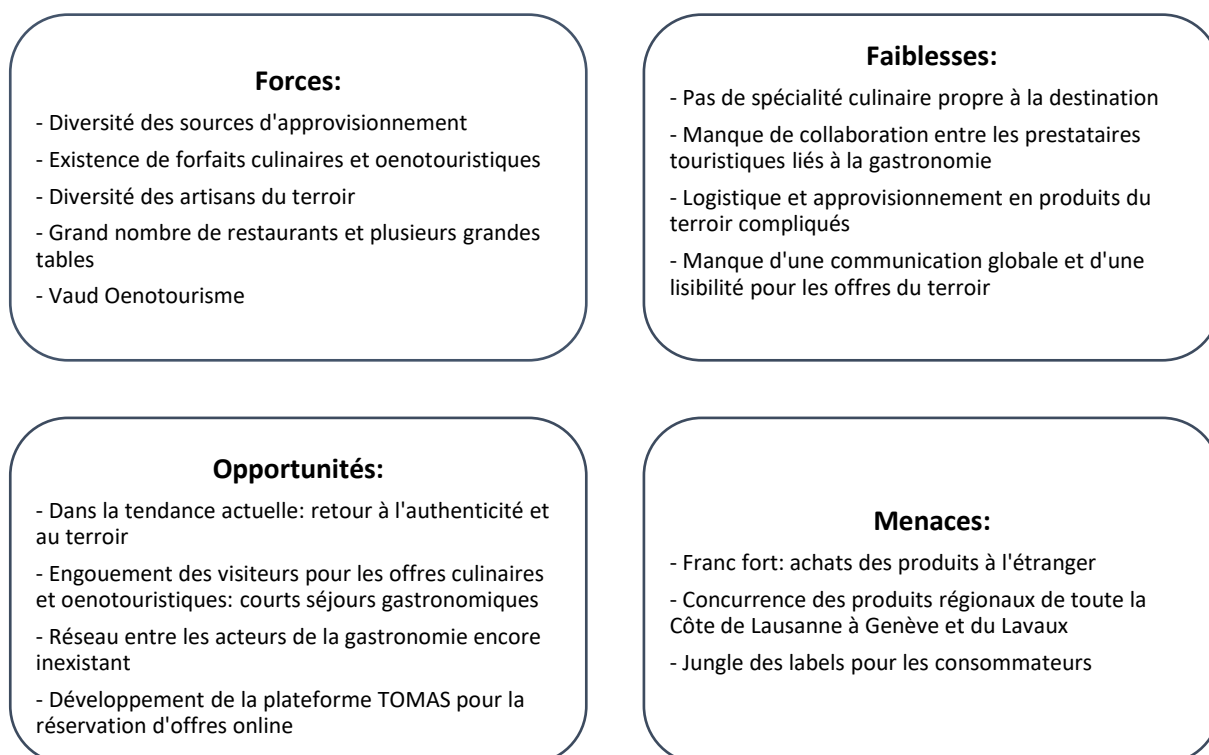 Forces:
- Diversité des sources d'approvisionnement
- Existence de forfaits culinaires et oenotouristiques
- Diversité des artisans du terroir
- Grand nombre de restaurants et plusieurs grandes
tables
- Vaud Oenotourisme
Faiblesses:
- Pas de spécialité culinaire propre à la destination
- Manque de collaboration entre les prestataires
touristiques liés à la gastronomie
- Logistique et approvisionnement en produits du
terroir compliqués
- Manque d'une communication globale et d'une
lisibilité pour les offres du terroir
Opportunités:
- Dans la tendance actuelle: retour à l'authenticité et
au terroir
- Engouement des visiteurs pour les offres culinaires
et oenotouristiques: courts séjours gastronomiques
- Réseau entre les acteurs de la gastronomie encore
inexistant
- Développement de la plateforme TOMAS pour la
réservation d'offres online
Menaces:
- Franc fort: achats des produits à l'étranger
- Concurrence des produits régionaux de toute la
Côte de Lausanne à Genève et du Lavaux
- Jungle des labels pour les consommateurs